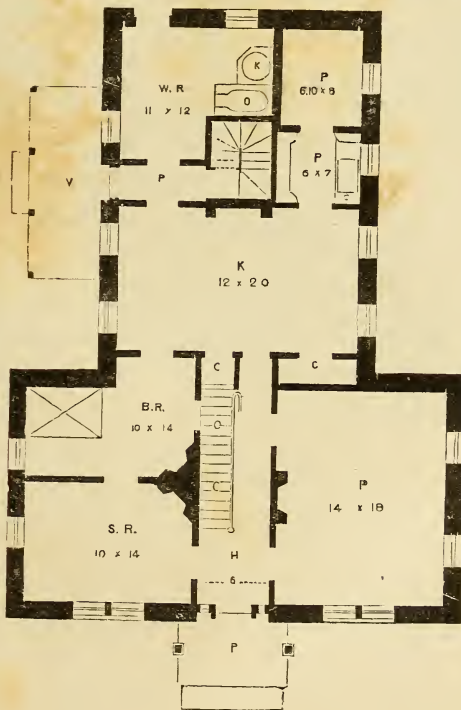 K
W. R
11 × 12
O
P
6.10 × 8
P
6 × 7
V
P
K
12 × 20
C
C
B. R.
10 × 14
O
C
P
14 × 18
S. R.
10 × 14
H
6
P